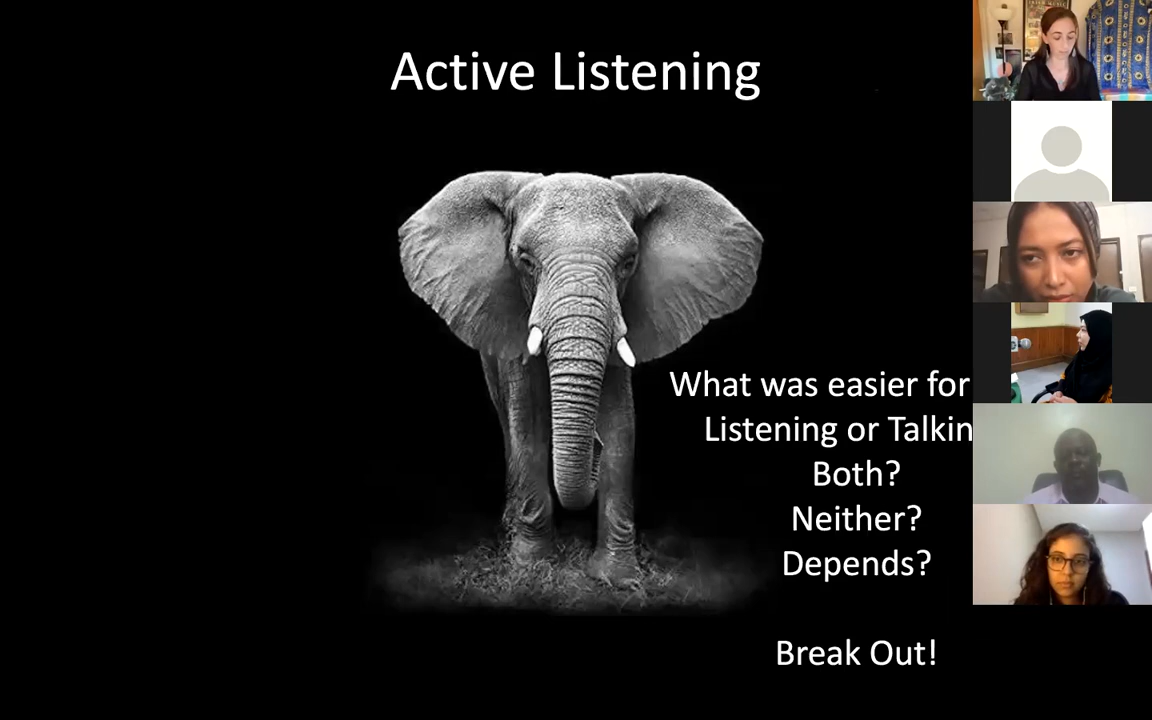 Active Listening
What was easier for
Listening or Talkin
Both?
Neither?
Depends?
Break Out!